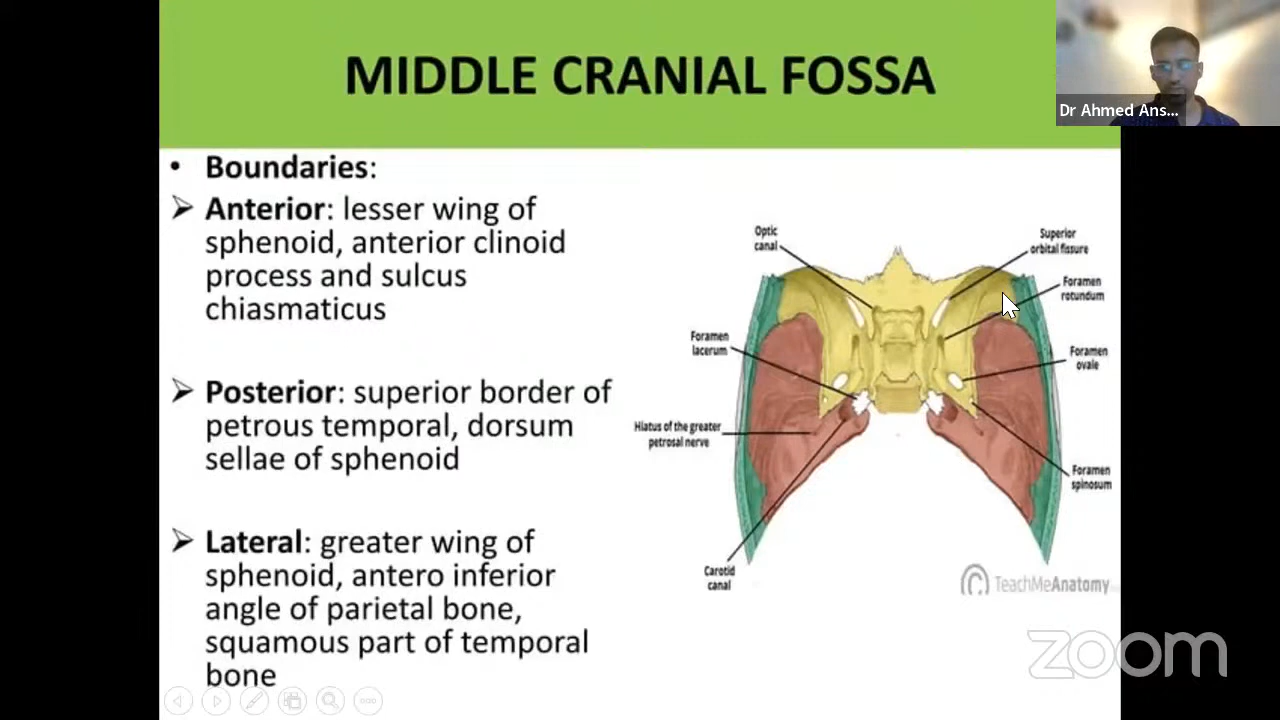 MIDDLE CRANIAL FOSSA
Dr Ahmed Ans...
• Boundaries:
➢ Anterior: lesser wing of
sphenoid, anterior clinoid
process and sulcus
chiasmaticus
➢ Posterior: superior border of
petrous temporal, dorsum
sellae of sphenoid
➢ Lateral: greater wing of
sphenoid, antero inferior
angle of parietal bone,
squamous part of temporal
bone
Optic
canal
Superior
orbital fissure
Foramen
rotundum
Foramen
lacerum
Foramen
ovale
Hiatus of the greater
petrosal nerve
Foramen
spinosum
Carotid
canal
TeachMeAnatomy
zoom